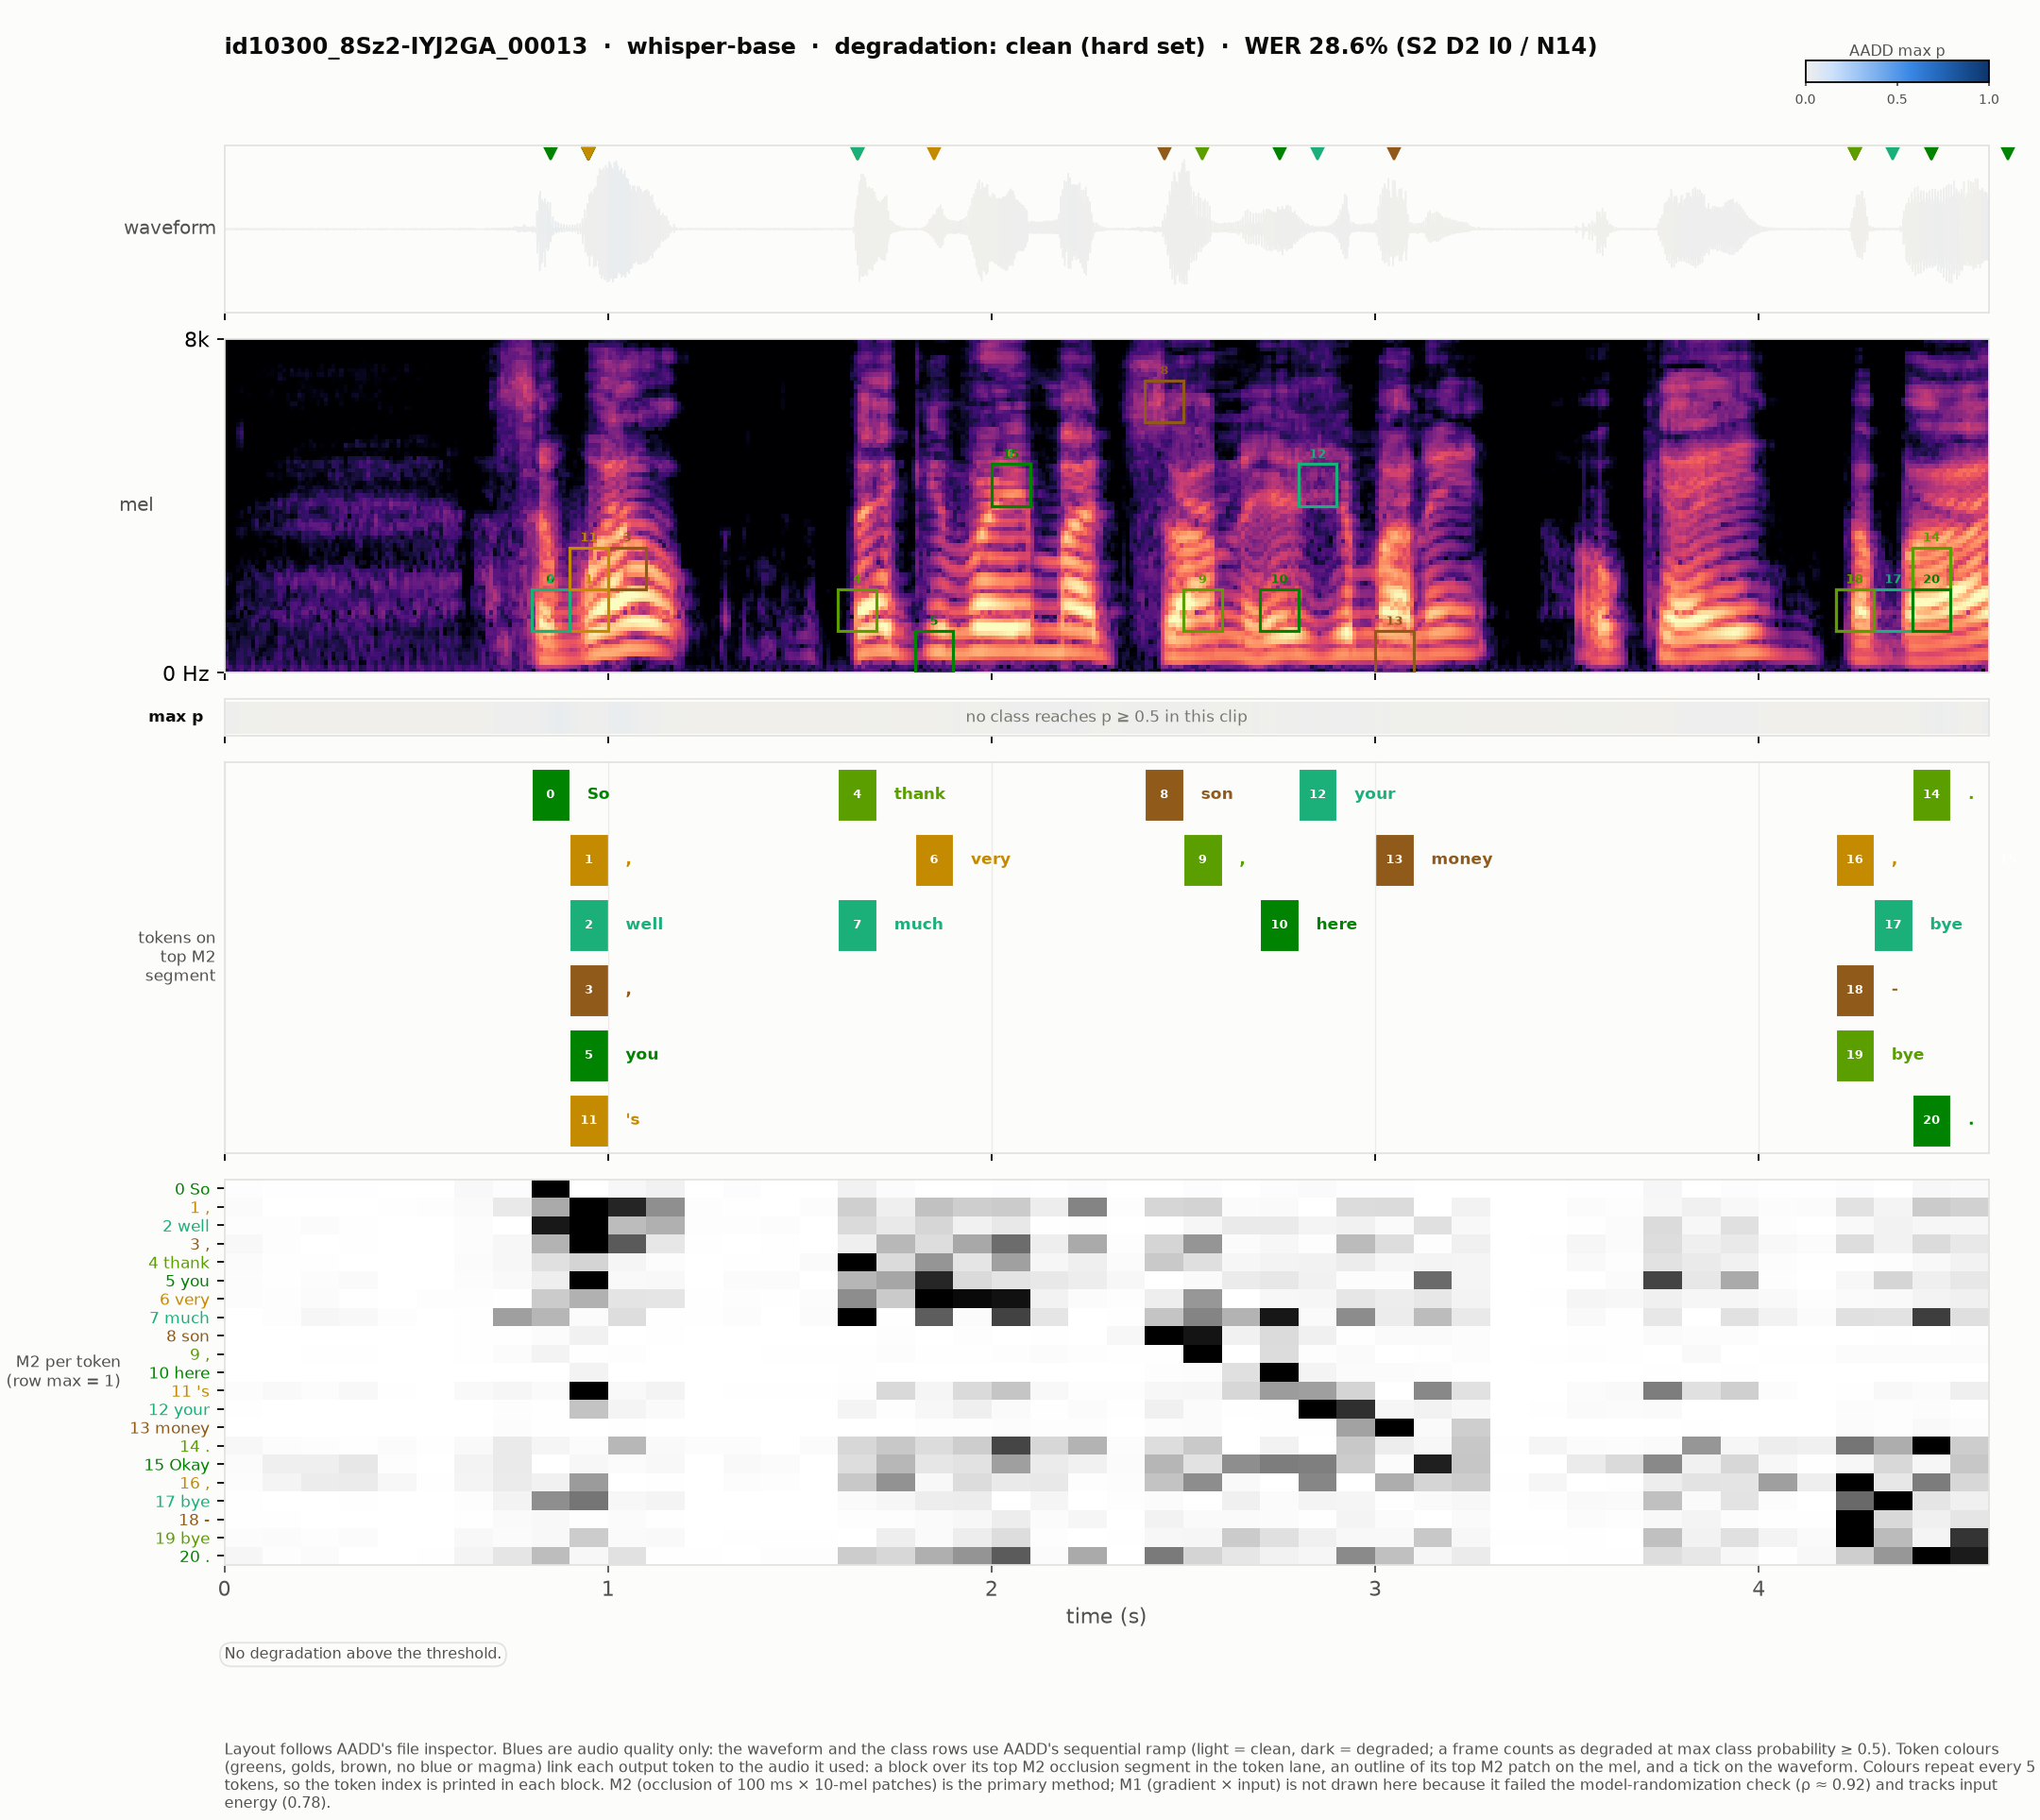 id10300_8Sz2-IYJ2GA_00013 · whisper-base · degradation: clean (hard set) · WER 28.6% (S2 D2 I0 / N14)
AADD max p
0.0 0.5 1.0
waveform
8k
mel
0 Hz
8
12
11
14
0
4
9
10
18 17 20
5
13
max p
no class reaches p ≥ 0.5 in this clip
0 So 4 thank 8 son 12 your 14 .
1 , 6 very 9 , 13 money 16 ,
2 well 7 much 10 here 17 bye
tokens on
top M2
segment
3 , 18 -
5 you 19 bye
11 's 20 .
0 So
1 ,
2 well
3 ,
4 thank
5 you
6 very
7 much
8 son
9 ,
10 here
11 's
12 your
13 money
14 .
15 Okay
16 ,
17 bye
18 -
19 bye
20 .
M2 per token
(row max = 1)
0 1 2 3 4
time (s)
No degradation above the threshold.
Layout follows AADD's file inspector. Blues are audio quality only: the waveform and the class rows use AADD's sequential ramp (light = clean, dark = degraded; a frame counts as degraded at max class probability ≥ 0.5). Token colours
(greens, golds, brown, no blue or magma) link each output token to the audio it used: a block over its top M2 occlusion segment in the token lane, an outline of its top M2 patch on the mel, and a tick on the waveform. Colours repeat every 5
tokens, so the token index is printed in each block. M2 (occlusion of 100 ms × 10-mel patches) is the primary method; M1 (gradient × input) is not drawn here because it failed the model-randomization check (ρ ≈ 0.92) and tracks input
energy (0.78).